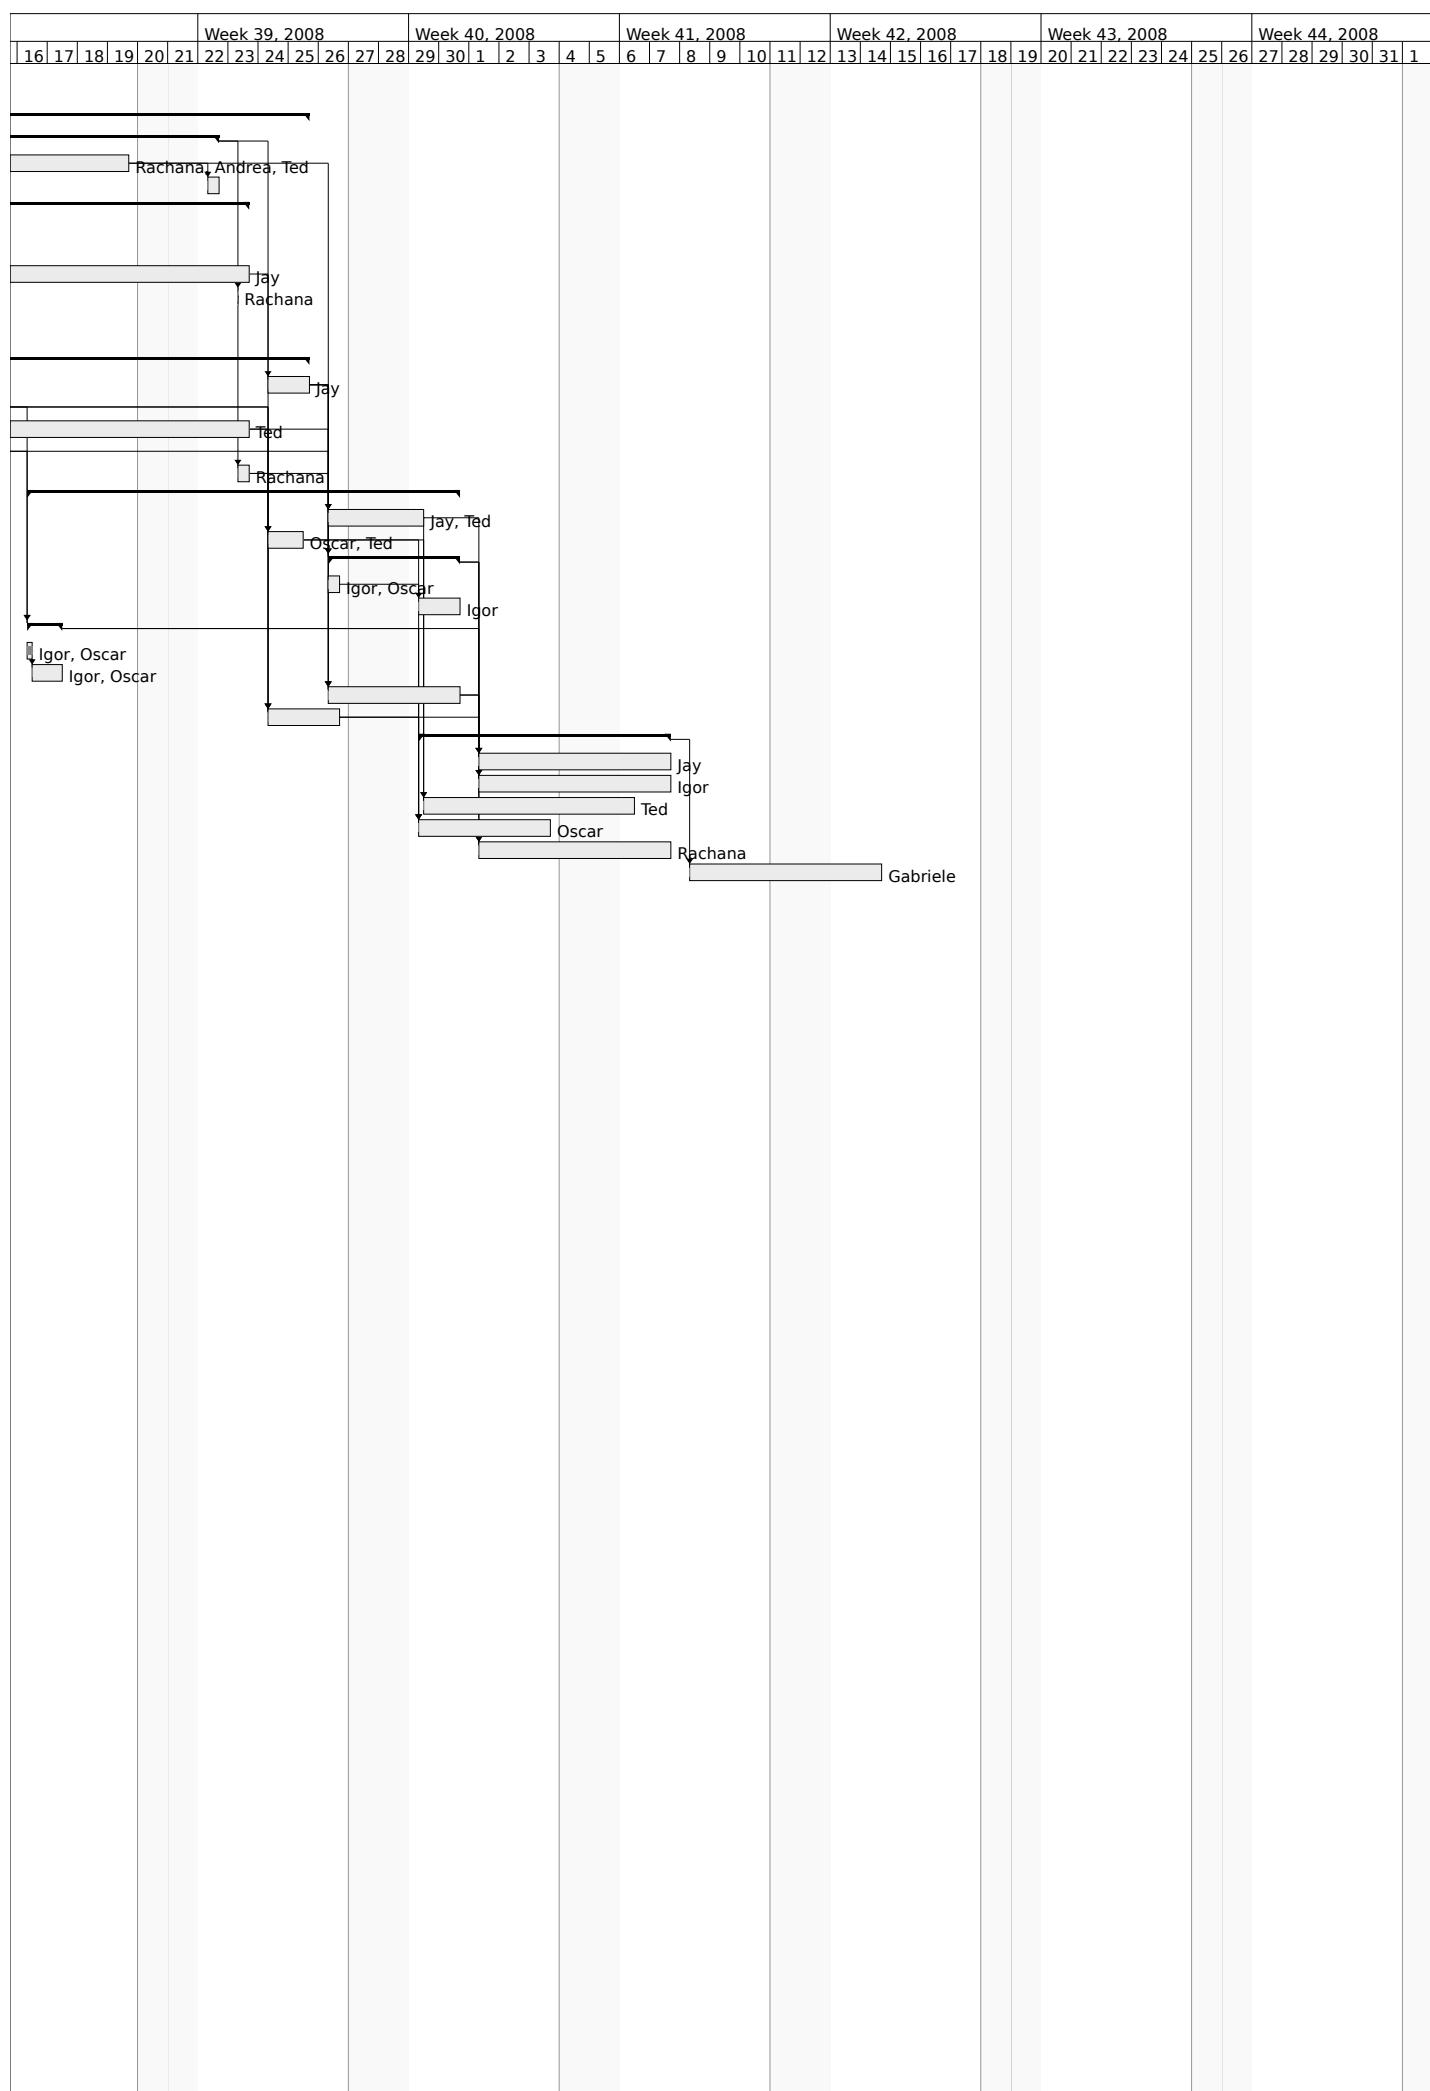 Week 39, 2008 Week 40, 2008 Week 41, 2008 Week 42, 2008 Week 43, 2008 Week 44, 2008
16 17 18 19 20 21 22 23 24 25 26 27 28 29 30 1 2 3 4 5 6 7 8 9 10 11 12 13 14 15 16 17 18 19 20 21 22 23 24 25 26 27 28 29 30 31 1
Rachana, Andrea, Ted
Jay
Rachana
Jay
Ted
Rachana
Jay, Ted
Oscar, Ted
Igor, Oscar
Igor
Igor, Oscar
Igor, Oscar
Jay
Igor
Ted
Oscar
Rachana
Gabriele